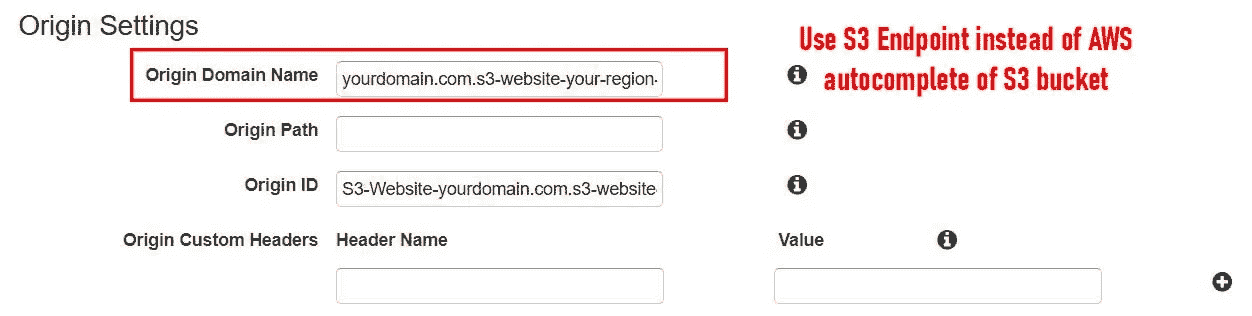 Origin Settings
Use S3 Endpoint instead of AWS
autocomplete of S3 bucket
Origin Domain Name yourdomain.com.s3-website-your-region-
Origin Path
Origin ID S3-Website-yourdomain.com.s3-website
Origin Custom Headers Header Name Value